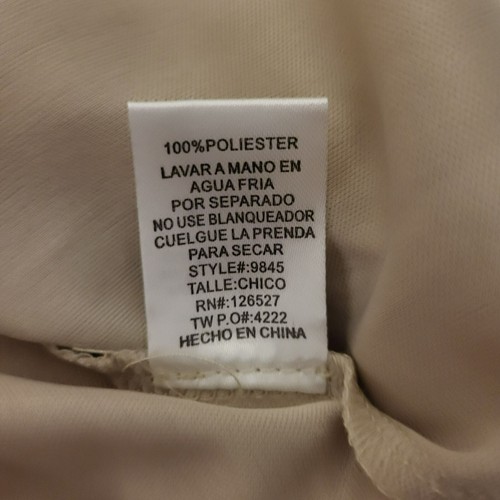 100%POLIESTER
LAVAR A MANO EN
AGUA FRIA
POR SEPARADO
NO USE BLANQUEADOR
CUELGUE LA PRENDA
PARA SECAR
STYLE#:9845
TALLE:CHICO
RN#:126527
TW P.O#:4222
HECHO EN CHINA